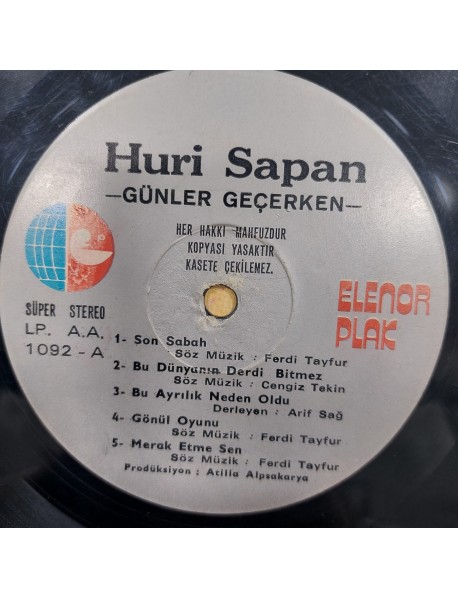 Huri Sapan
—GÜNLER GEÇERKEN—
HER HAKKI MAHFUZDUR
KOPYASI YASAKTIR
KASETE ÇEKİLEMEZ.
SÜPER STEREO
LP. A.A.
1092 - A
ELENOR
PLAK
1- Son Sabah
Söz Müzik : Ferdi Tayfur
2- Bu Dünyanın Derdi Bitmez
Söz Müzik : Cengiz Tekin
3- Bu Ayrılık Neden Oldu
Derleyen : Arif Sağ
4- Gönül Oyunu
Söz Müzik : Ferdi Tayfur
5- Merak Etme Sen
Söz Müzik : Ferdi Tayfur
Prodüksiyon : Atilla Alpsakarya